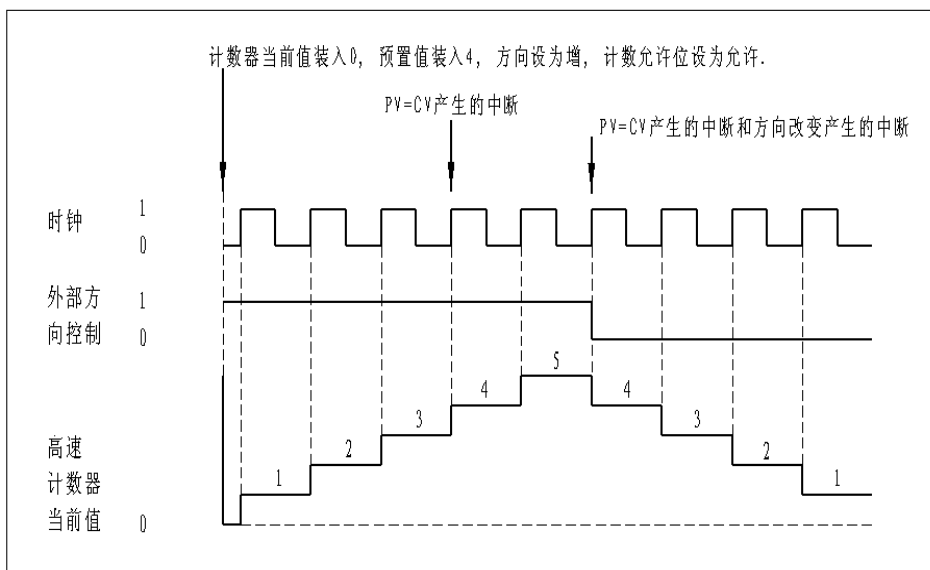 计数器当前值装入0, 预置值装入4, 方向设为增, 计数允许位设为允许.
PV=CV产生的中断
PV=CV产生的中断和方向改变产生的中断
时钟
1
0
外部方
向控制
1
0
5
4
4
3
3
2
2
1
1
高速
计数器
当前值
0